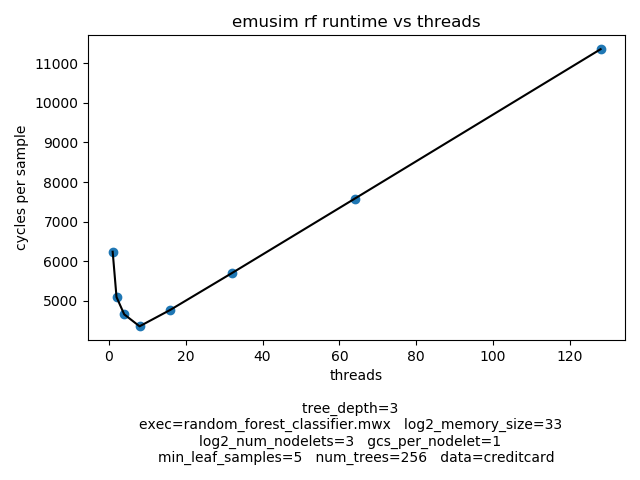 emusim rf runtime vs threads
11000
10000
9000
8000
7000
6000
5000
cycles per sample
0 20 40 60 80 100 120
threads
tree_depth=3
exec=random_forest_classifier.mwx log2_memory_size=33
log2_num_nodelets=3 gcs_per_nodelet=1
min_leaf_samples=5 num_trees=256 data=creditcard